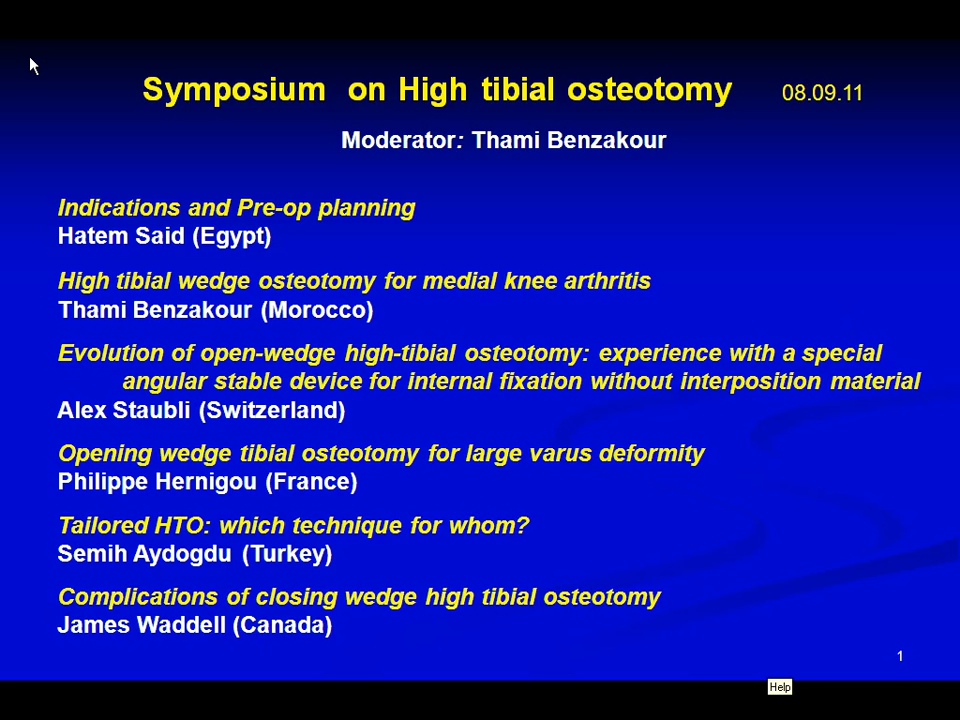 Symposium on High tibial osteotomy 08.09.11
Moderator: Thami Benzakour
Indications and Pre-op planning
Hatem Said (Egypt)
High tibial wedge osteotomy for medial knee arthritis
Thami Benzakour (Morocco)
Evolution of open-wedge high-tibial osteotomy: experience with a special
angular stable device for internal fixation without interposition material
Alex Staubli (Switzerland)
Opening wedge tibial osteotomy for large varus deformity
Philippe Hernigou (France)
Tailored HTO: which technique for whom?
Semih Aydogdu (Turkey)
Complications of closing wedge high tibial osteotomy
James Waddell (Canada)
1
Help